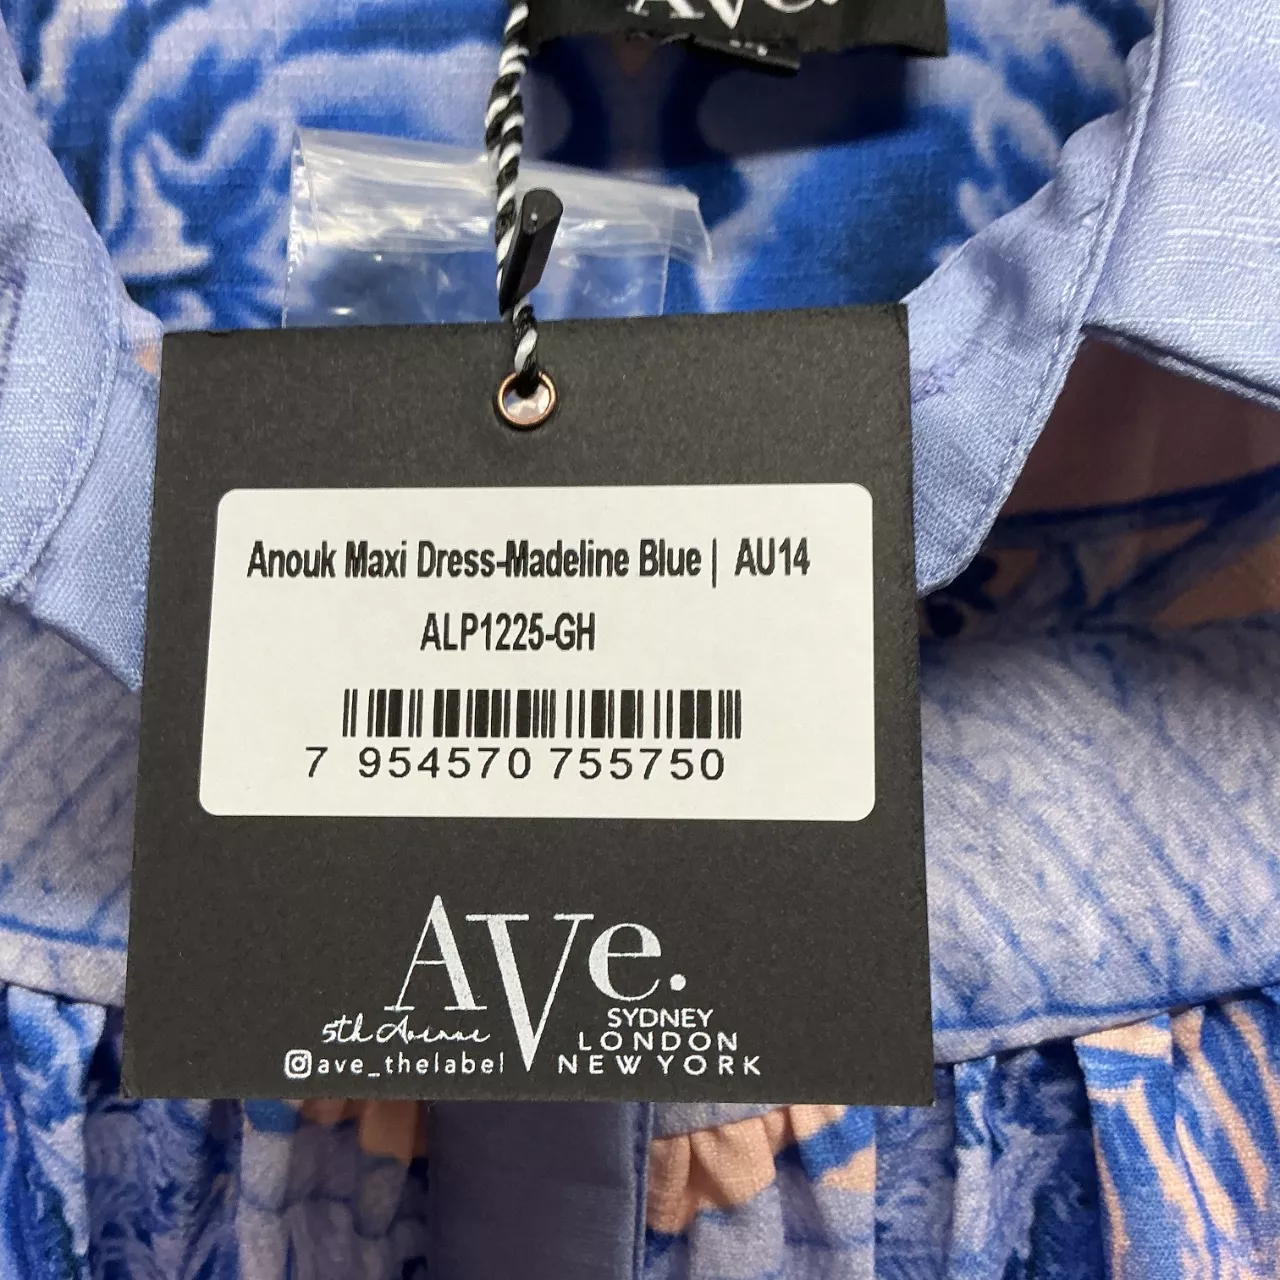 AVe.
Anouk Maxi Dress-Madeline Blue | AU14
ALP1225-GH
7 954570 755750
AVe.
5th Avenue
SYDNEY
LONDON
NEW YORK
ave_thelabel